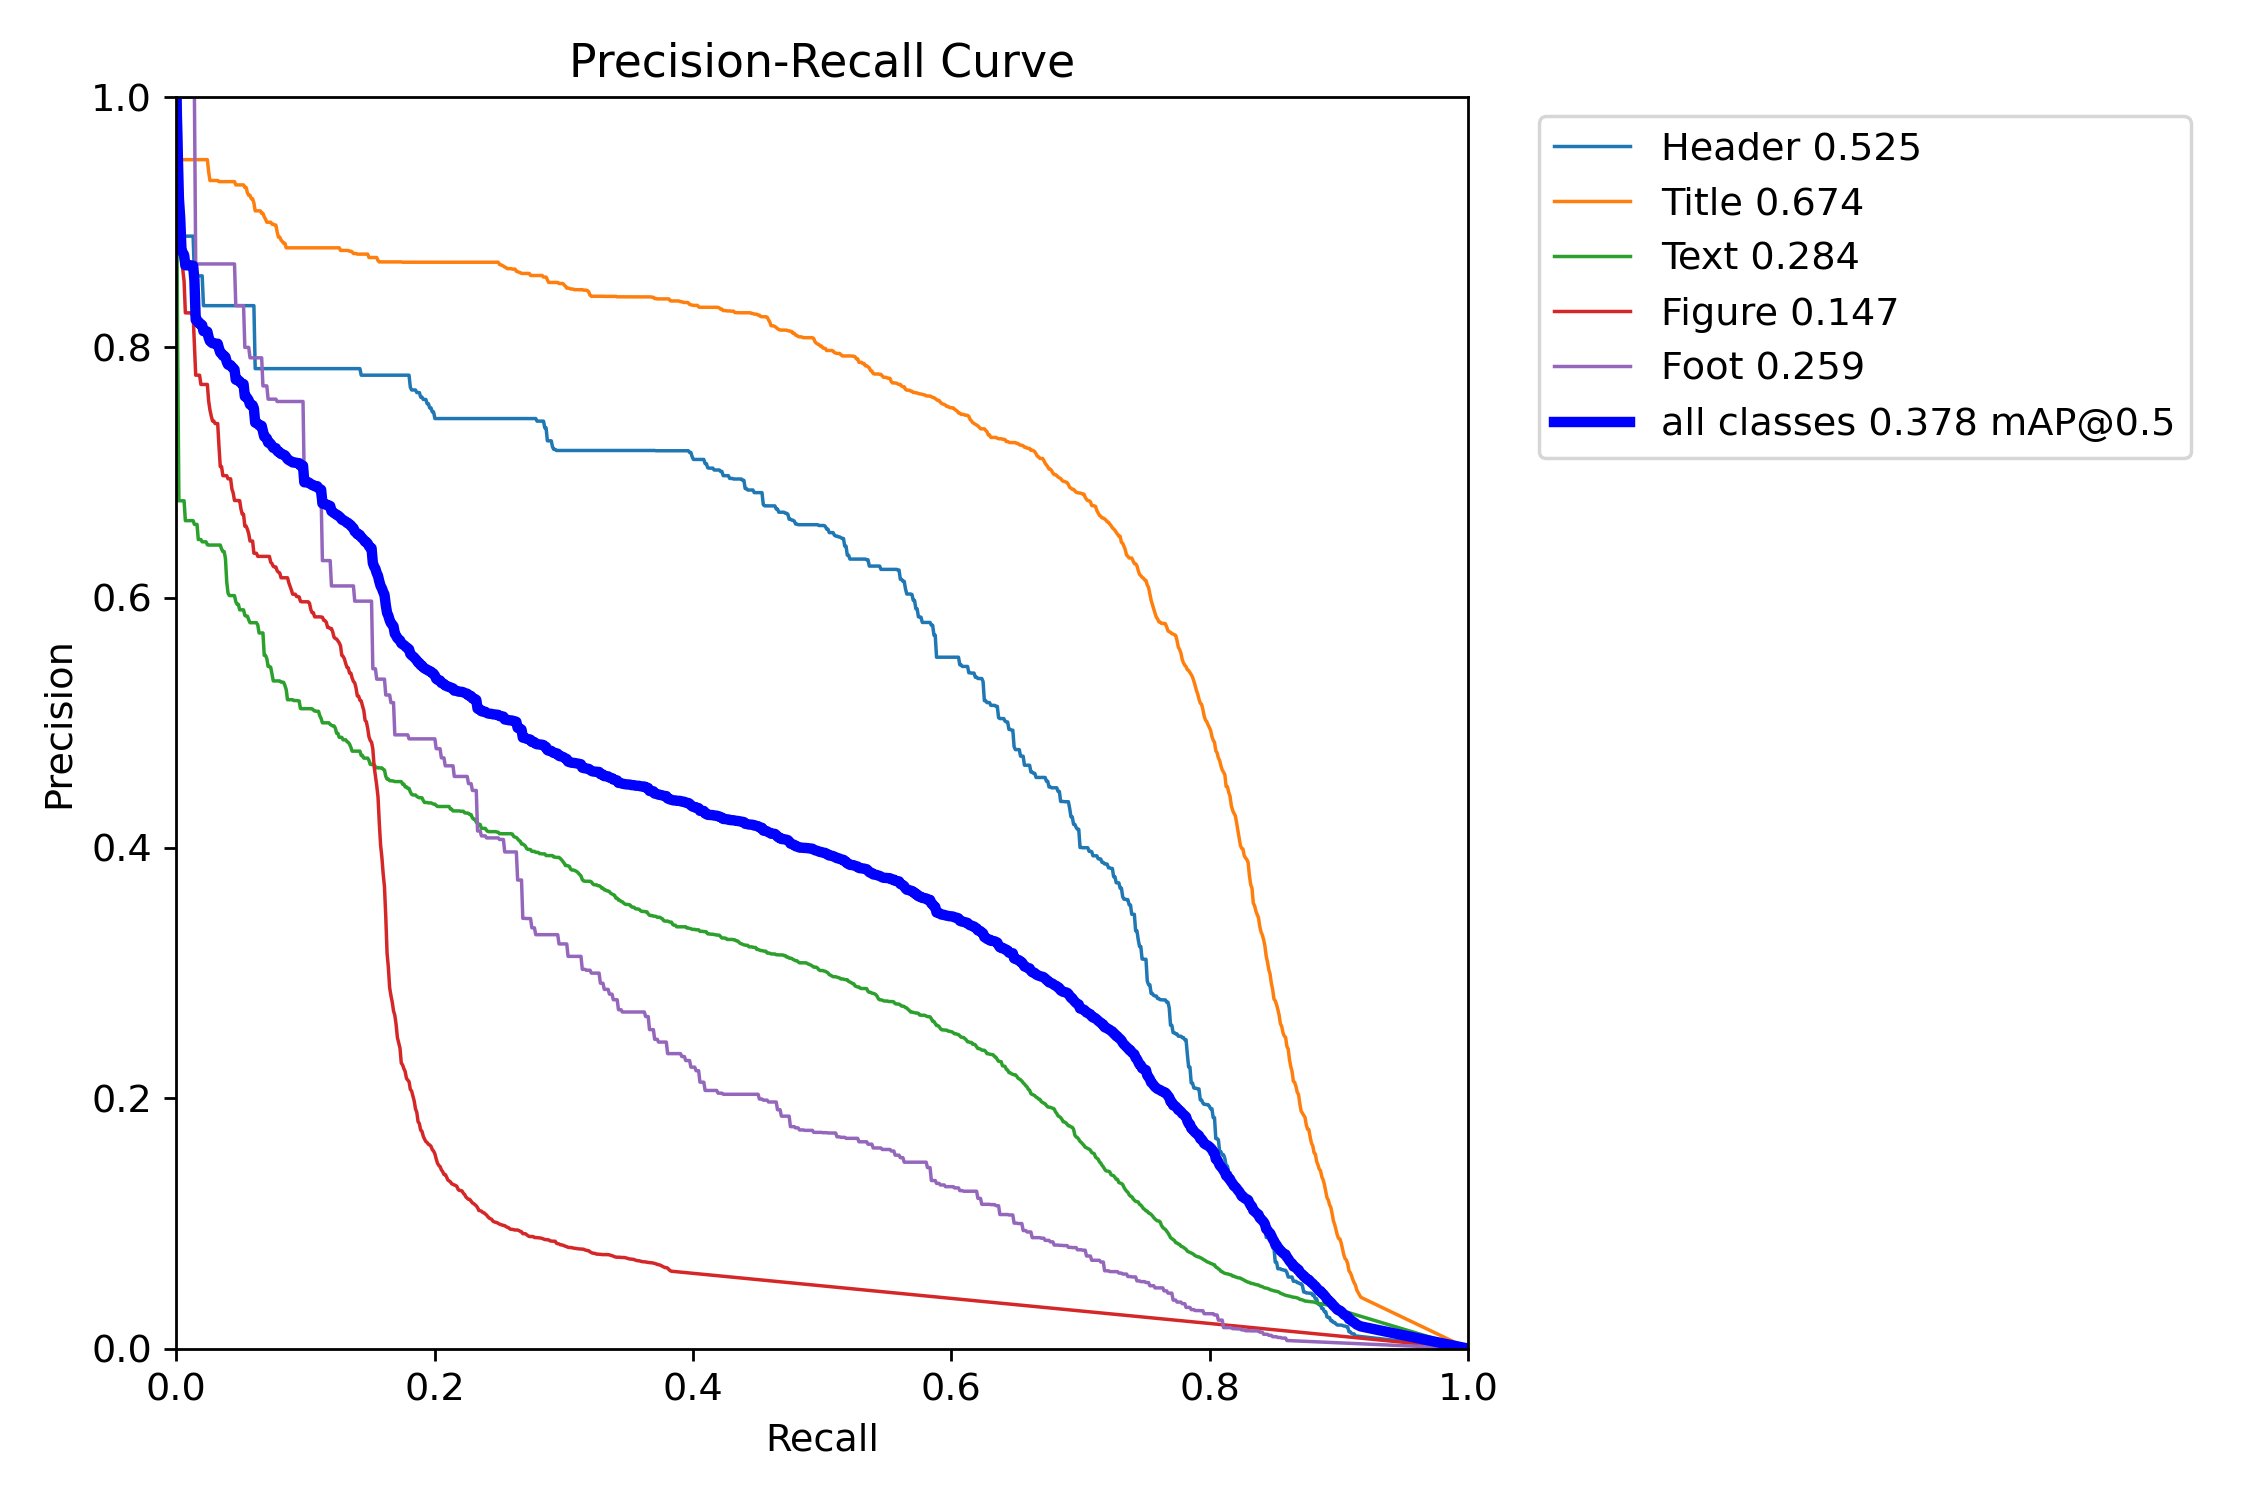 Precision-Recall Curve
1.0
0.8
0.6
0.4
0.2
0.0
Precision
0.0 0.2 0.4 0.6 0.8 1.0
Recall
Header 0.525
Title 0.674
Text 0.284
Figure 0.147
Foot 0.259
all classes 0.378 mAP@0.5